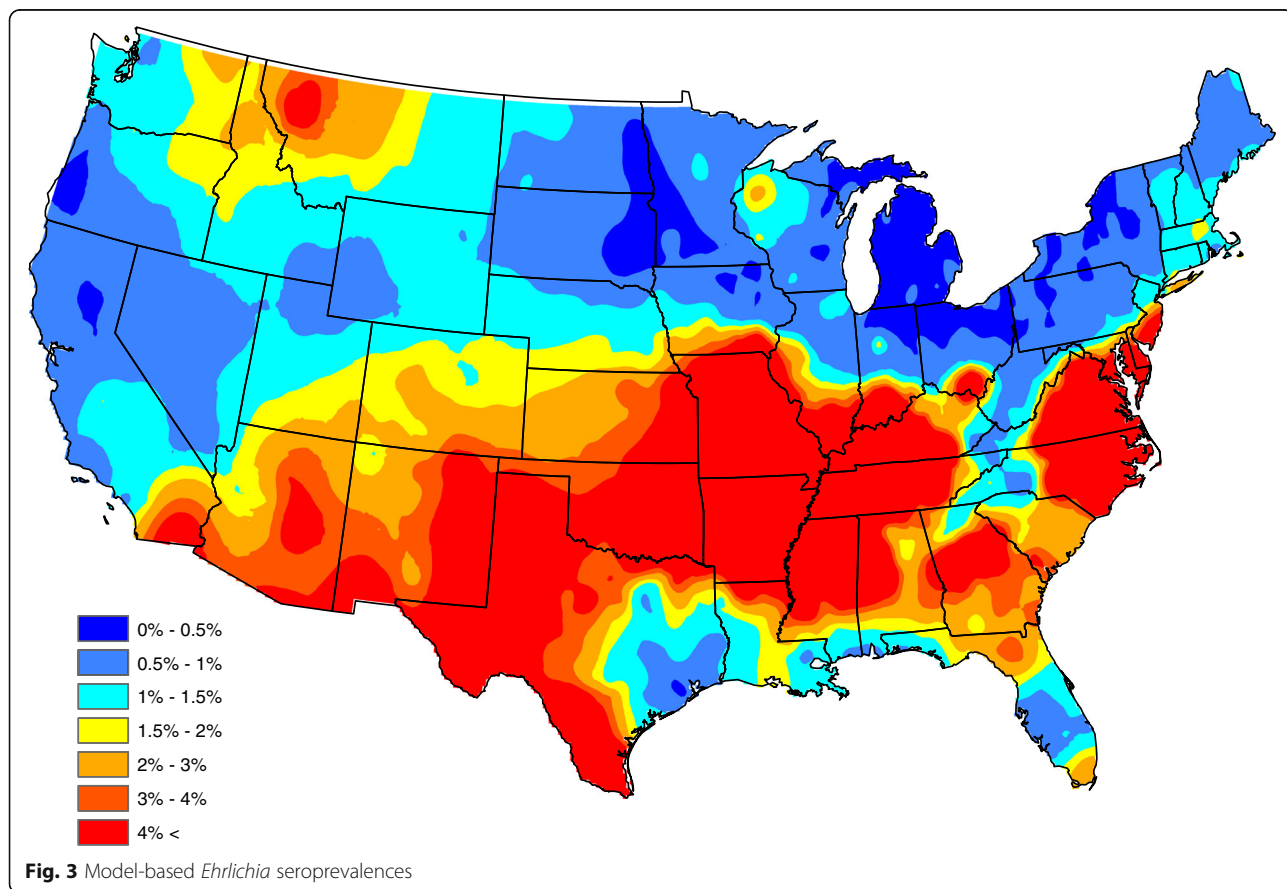 0% - 0.5%
0.5% - 1%
1% - 1.5%
1.5% - 2%
2% - 3%
3% - 4%
4% <
Fig. 3 Model-based Ehrlichia seroprevalences